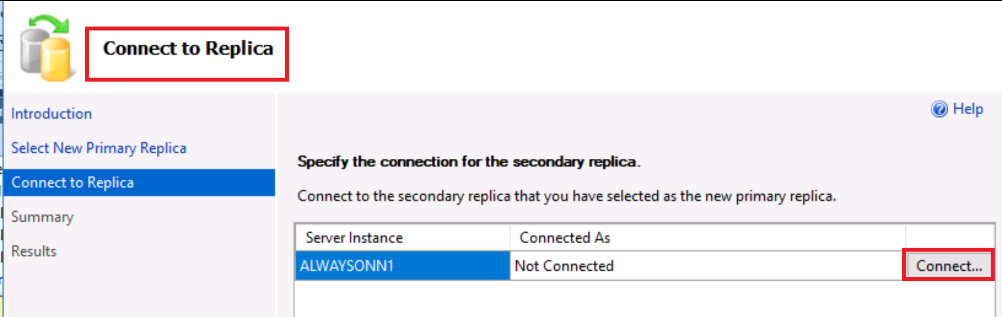 Connect to Replica
Introduction
Select New Primary Replica
Connect to Replica
Summary
Results
Help
Specify the connection for the secondary replica.
Connect to the secondary replica that you have selected as the new primary replica.
Server Instance Connected As
ALWAYSONN1 Not Connected Connect...